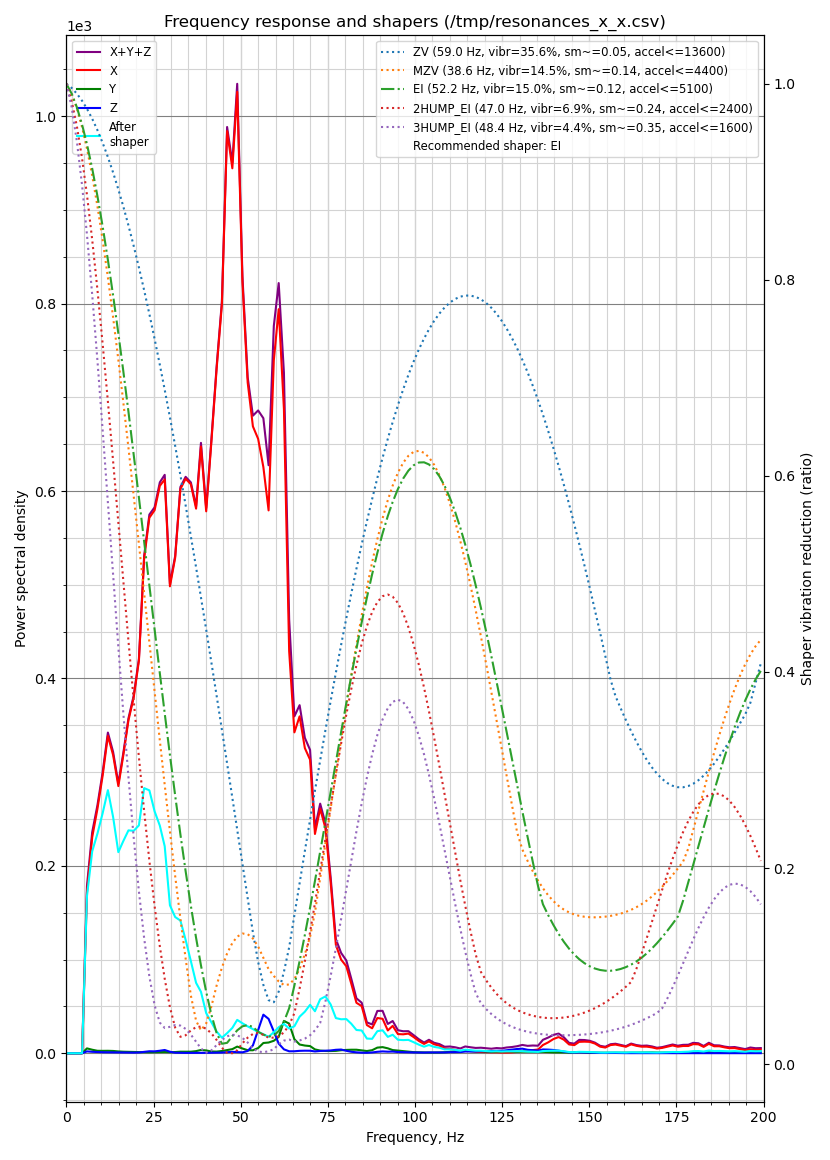 Frequency response and shapers (/tmp/resonances_x_x.csv)
1e3
X+Y+Z
X
Y
Z
After
shaper
ZV (59.0 Hz, vibr=35.6%, sm~=0.05, accel<=13600)
MZV (38.6 Hz, vibr=14.5%, sm~=0.14, accel<=4400)
EI (52.2 Hz, vibr=15.0%, sm~=0.12, accel<=5100)
2HUMP_EI (47.0 Hz, vibr=6.9%, sm~=0.24, accel<=2400)
3HUMP_EI (48.4 Hz, vibr=4.4%, sm~=0.35, accel<=1600)
Recommended shaper: EI
Power spectral density
1.0
0.8
0.6
0.4
0.2
0.0
Shaper vibration reduction (ratio)
1.0
0.8
0.6
0.4
0.2
0.0
0 25 50 75 100 125 150 175 200
Frequency, Hz